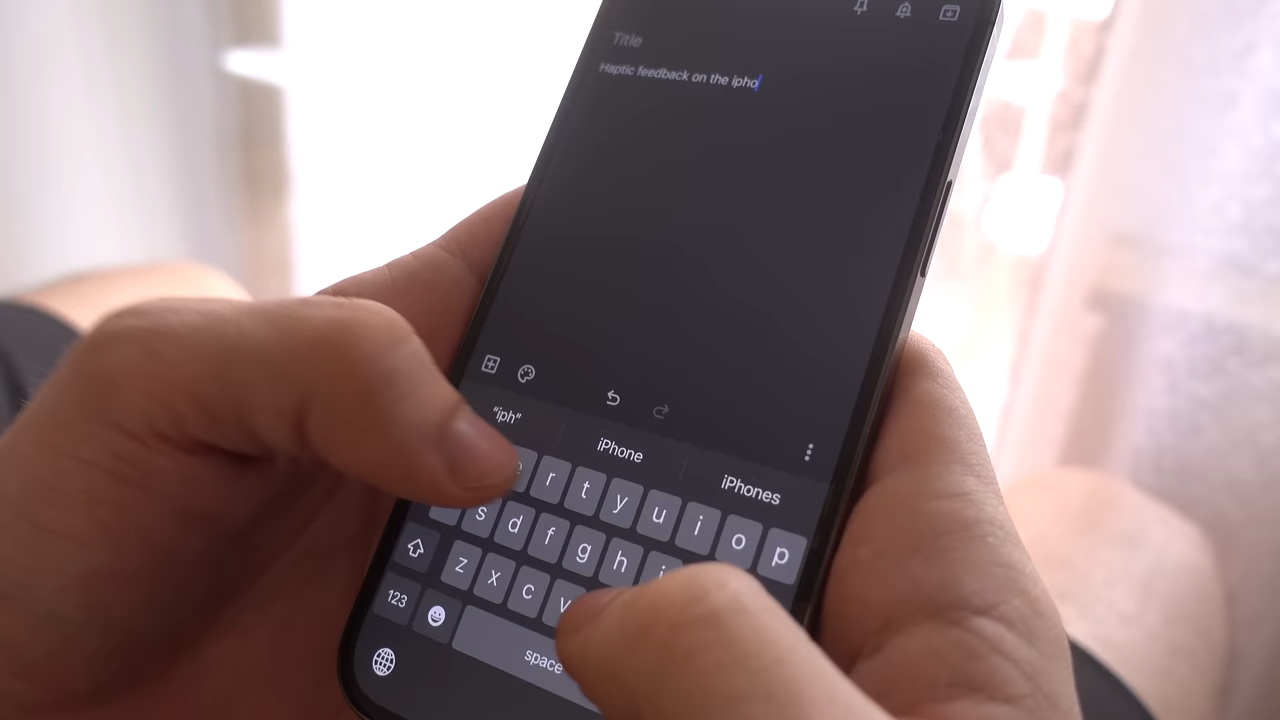 Title
Haptic feedback on the ipho
"iph" iPhone iPhones
e r t y u i o p
s d f g h j
z x c v
123 space